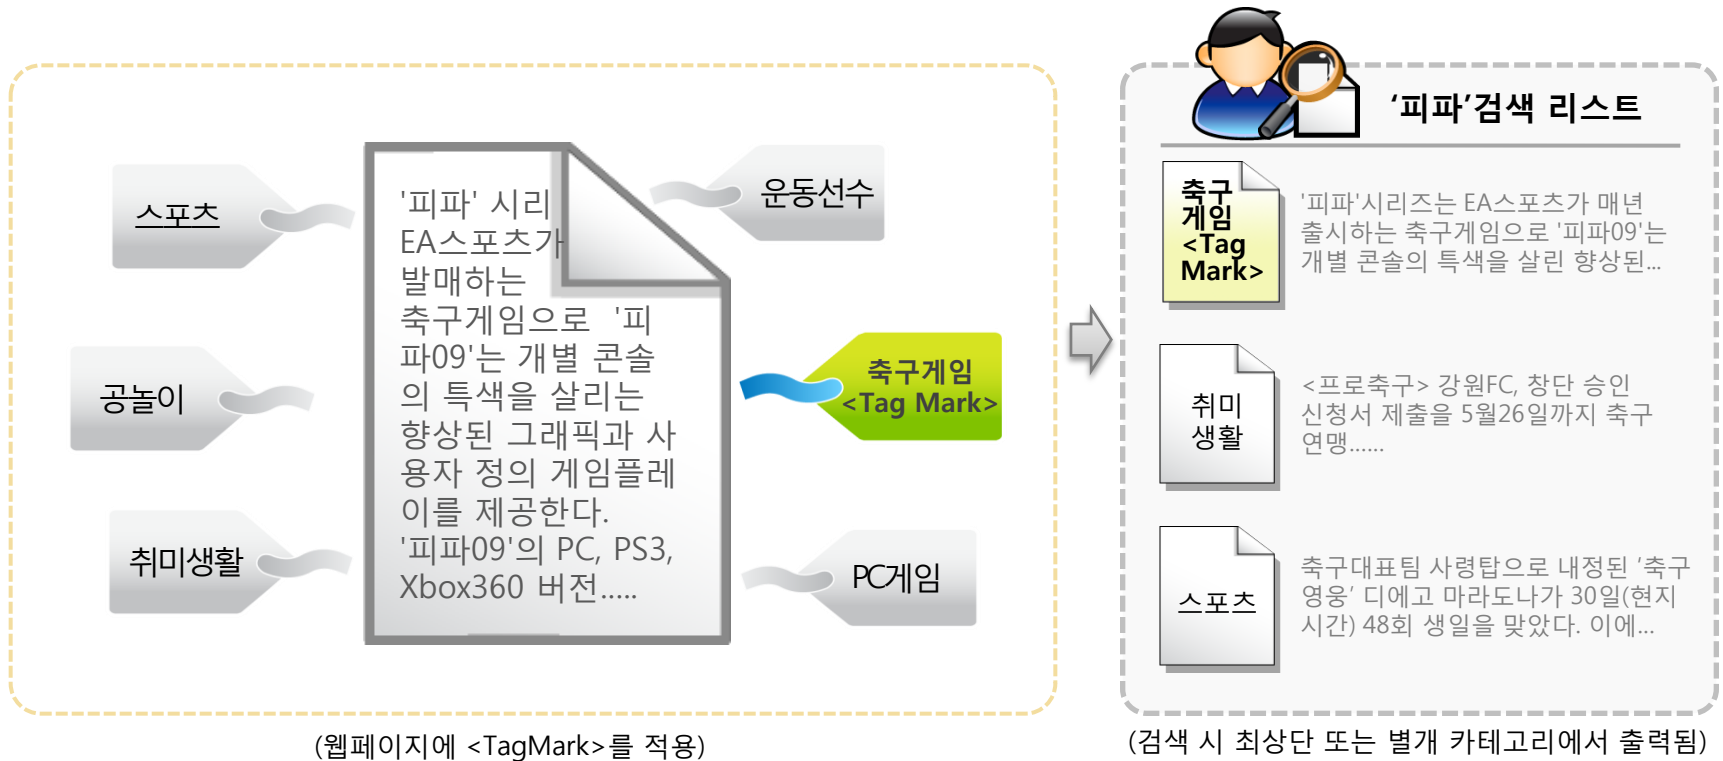 스포츠
공놀이
취미생활
'피파' 시리
EA스포츠가
발매하는
축구게임으로 '피
파09'는 개별 콘솔
의 특색을 살리는
향상된 그래픽과 사
용자 정의 게임플레
이를 제공한다.
'피파09'의 PC, PS3,
Xbox360 버전.....
운동선수
축구게임
<Tag Mark>
PC게임
(웹페이지에 <TagMark>를 적용)
‘피파’검색 리스트
축구
게임
<Tag
Mark>
'피파'시리즈는 EA스포츠가 매년
출시하는 축구게임으로 '피파09'는
개별 콘솔의 특색을 살린 향상된...
취미
생활
<프로축구> 강원FC, 창단 승인
신청서 제출을 5월26일까지 축구
연맹......
스포츠
축구대표팀 사령탑으로 내정된 ‘축구
영웅’ 디에고 마라도나가 30일(현지
시간) 48회 생일을 맞았다. 이에...
(검색 시 최상단 또는 별개 카테고리에서 출력됨)